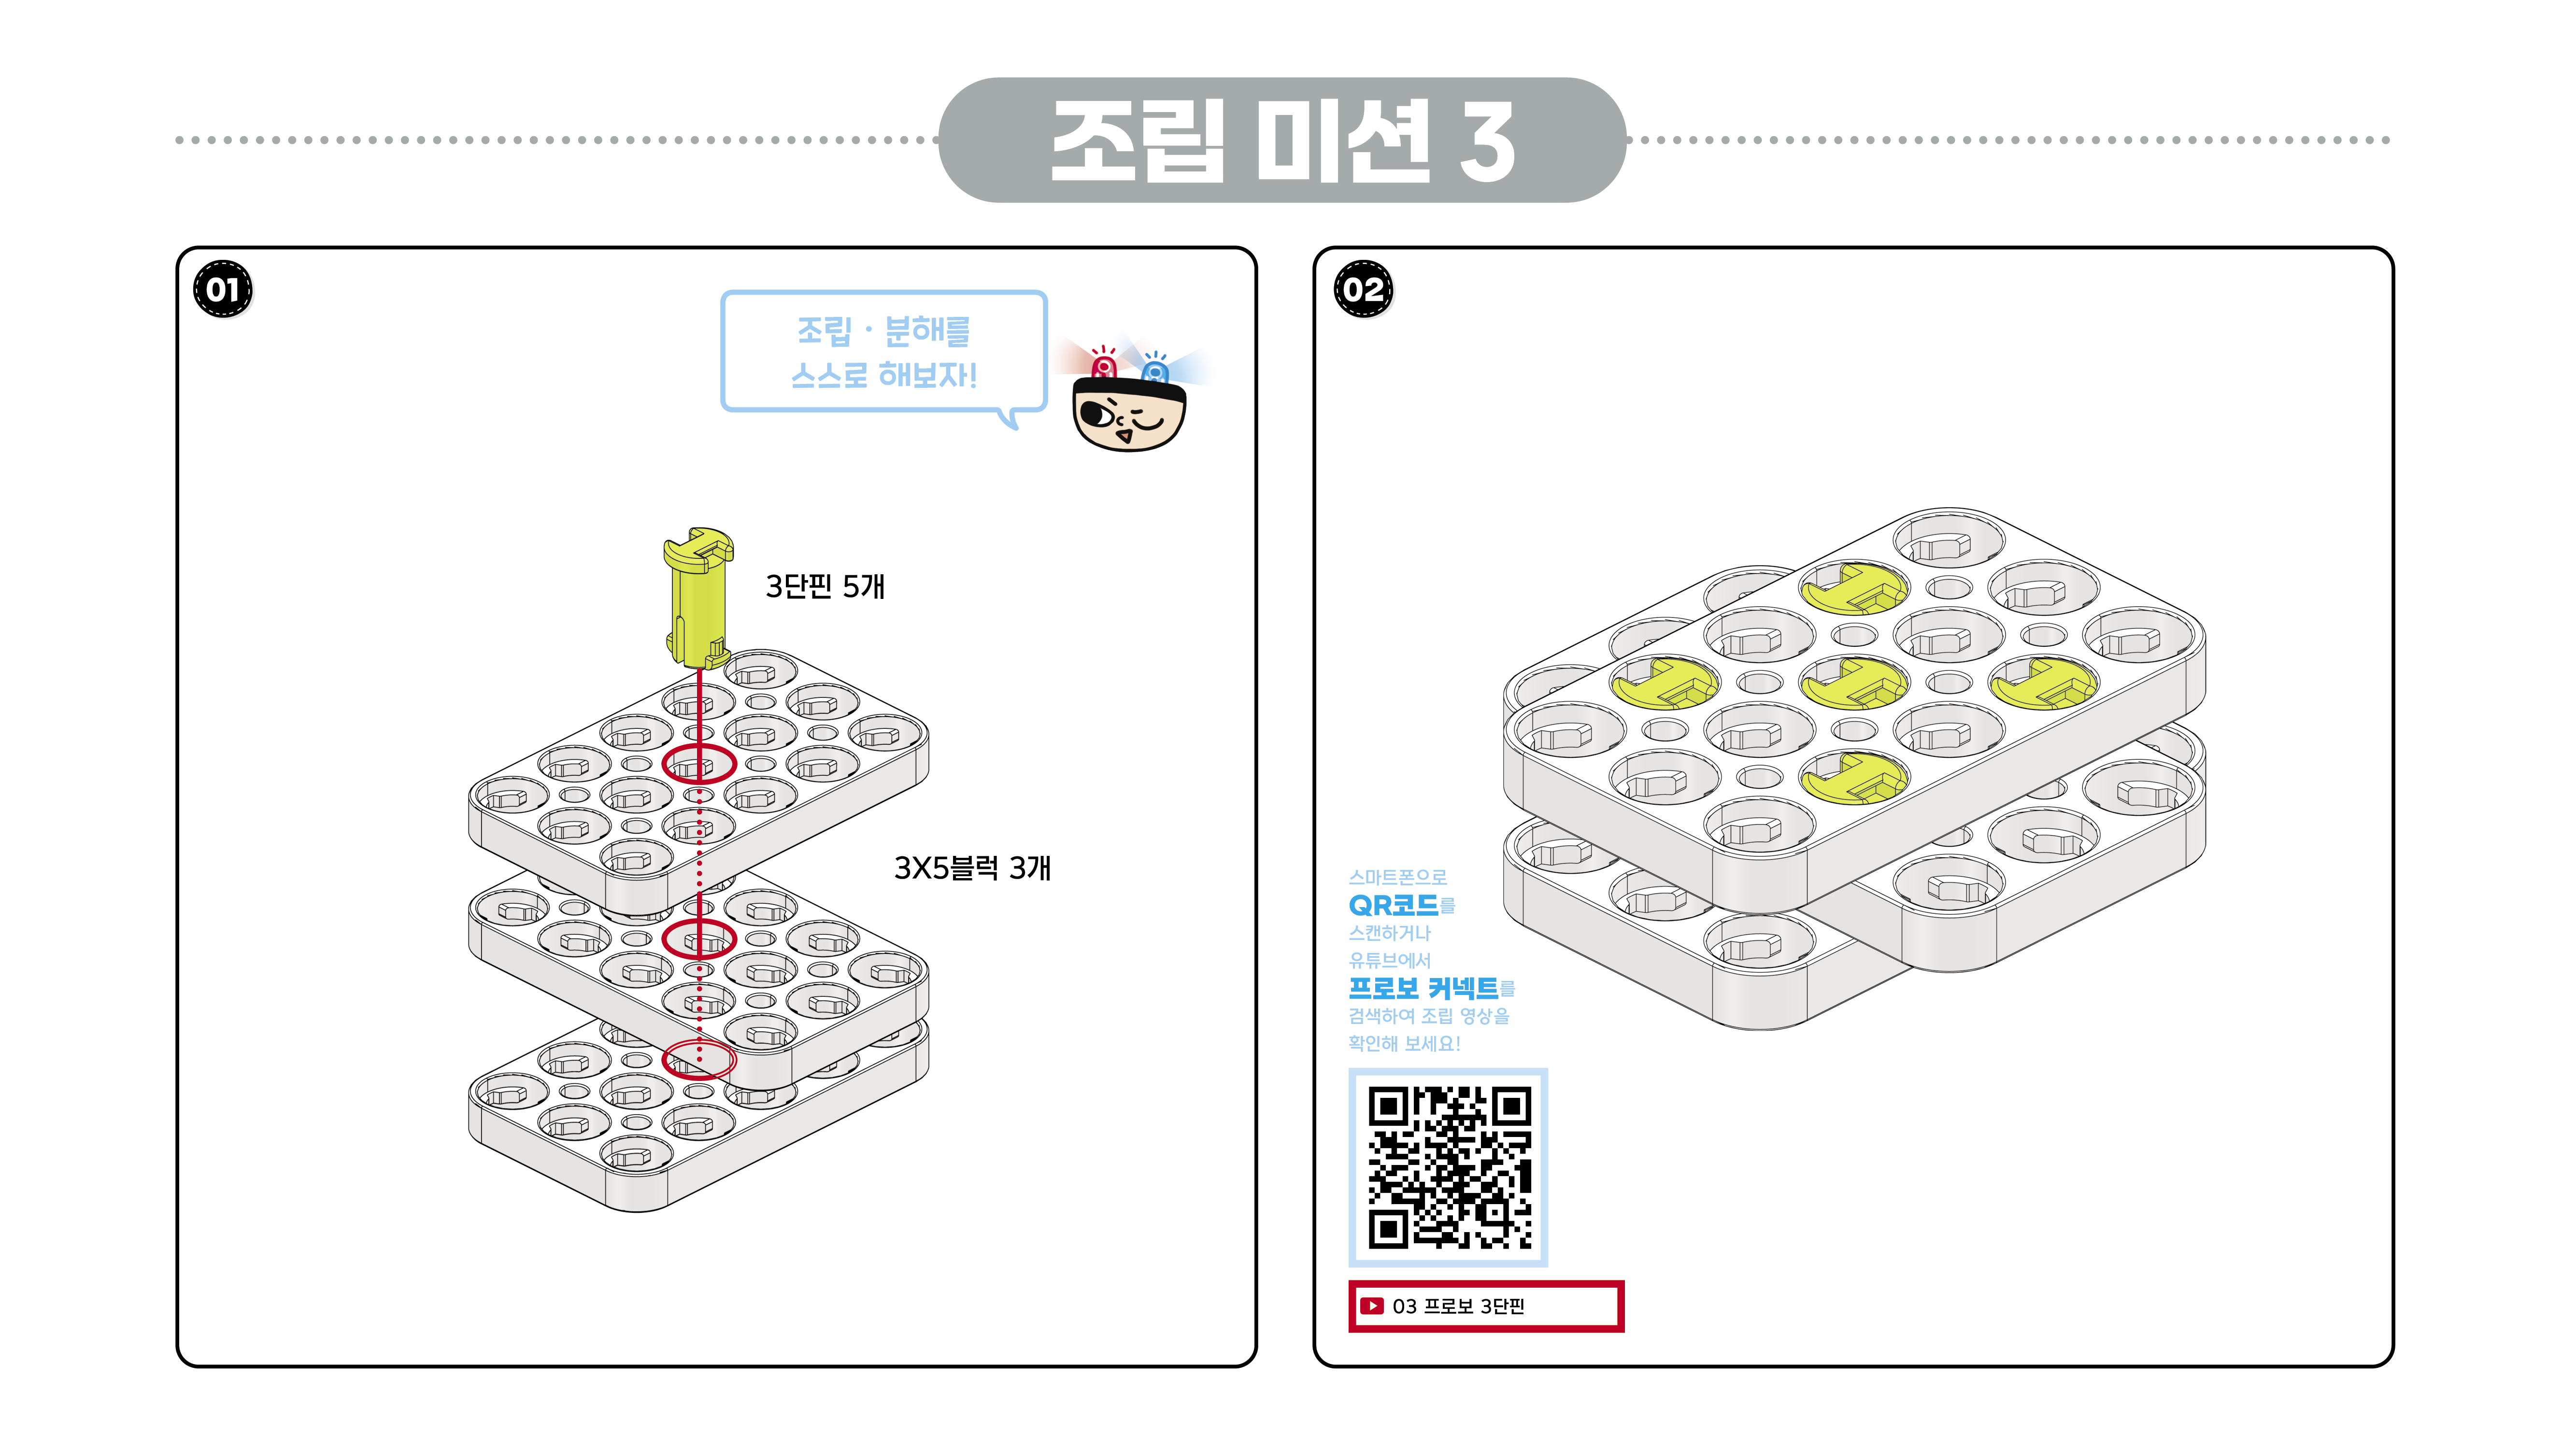 조립 미션 3
01
조립 · 분해를
스스로 해보자!
3단핀 5개
3X5블럭 3개
02
스마트폰으로
QR코드를
스캔하거나
유튜브에서
프로보 커넥트를
검색하여 조립 영상을
확인해 보세요!
03 프로보 3단핀